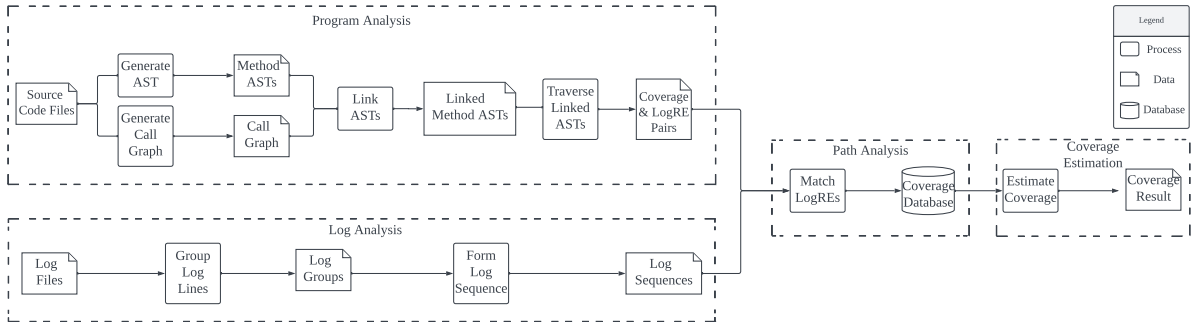 Program Analysis
Source
Code Files
Generate
AST
Generate
Call
Graph
Method
ASTs
Call
Graph
Link
ASTs
Linked
Method ASTs
Traverse
Linked
ASTs
Coverage
& LogRE
Pairs
Log Analysis
Log
Files
Group
Log
Lines
Log
Groups
Form
Log
Sequence
Log
Sequences
Path Analysis
Match
LogREs
Coverage
Database
Coverage
Estimation
Estimate
Coverage
Coverage
Result
Legend
Process
Data
Database